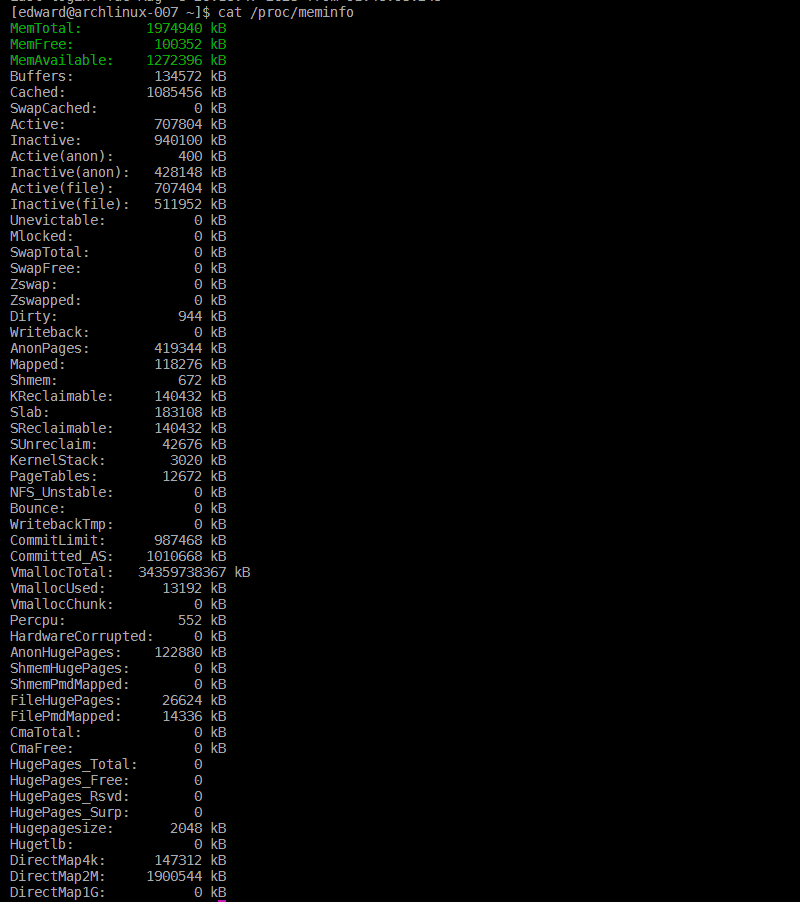 [edward@archlinux-007 ~]$ cat /proc/meminfo
MemTotal:        1974940 kB
MemFree:          100352 kB
MemAvailable:    1272396 kB
Buffers:          134572 kB
Cached:          1085456 kB
SwapCached:            0 kB
Active:           707804 kB
Inactive:         940100 kB
Active(anon):        400 kB
Inactive(anon):   428148 kB
Active(file):     707404 kB
Inactive(file):   511952 kB
Unevictable:           0 kB
Mlocked:               0 kB
SwapTotal:             0 kB
SwapFree:              0 kB
Zswap:                 0 kB
Zswapped:              0 kB
Dirty:               944 kB
Writeback:             0 kB
AnonPages:        419344 kB
Mapped:           118276 kB
Shmem:               672 kB
KReclaimable:     140432 kB
Slab:             183108 kB
SReclaimable:     140432 kB
SUnreclaim:        42676 kB
KernelStack:        3020 kB
PageTables:        12672 kB
NFS_Unstable:          0 kB
Bounce:                0 kB
WritebackTmp:          0 kB
CommitLimit:      987468 kB
Committed_AS:    1010668 kB
VmallocTotal:   34359738367 kB
VmallocUsed:       13192 kB
VmallocChunk:          0 kB
Percpu:              552 kB
HardwareCorrupted:     0 kB
AnonHugePages:    122880 kB
ShmemHugePages:        0 kB
ShmemPmdMapped:        0 kB
FileHugePages:     26624 kB
FilePmdMapped:     14336 kB
CmaTotal:              0 kB
CmaFree:               0 kB
HugePages_Total:       0
HugePages_Free:        0
HugePages_Rsvd:        0
HugePages_Surp:        0
Hugepagesize:       2048 kB
Hugetlb:               0 kB
DirectMap4k:      147312 kB
DirectMap2M:     1900544 kB
DirectMap1G:           0 kB